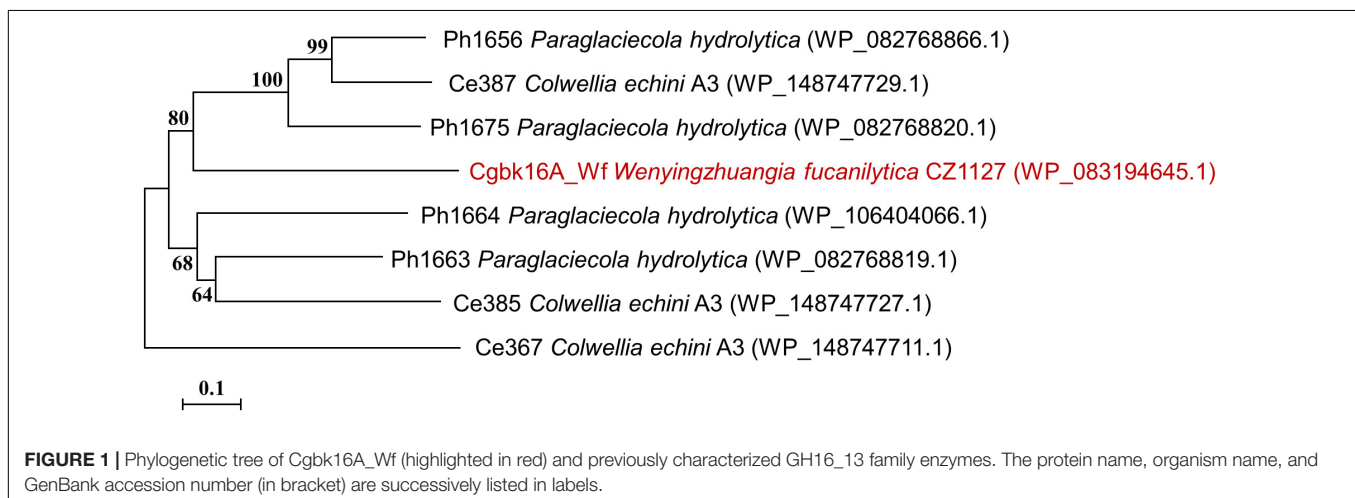 99
Ph1656 Paraglaciecola hydrolytica (WP_082768866.1)
100
Ce387 Colwellia echini A3 (WP_148747729.1)
80
Ph1675 Paraglaciecola hydrolytica (WP_082768820.1)
Cgbk16A_Wf Wenyingzhuangia fucanilytica CZ1127 (WP_083194645.1)
Ph1664 Paraglaciecola hydrolytica (WP_106404066.1)
68
Ph1663 Paraglaciecola hydrolytica (WP_082768819.1)
64
Ce385 Colwellia echini A3 (WP_148747727.1)
Ce367 Colwellia echini A3 (WP_148747711.1)
0.1
FIGURE 1 | Phylogenetic tree of Cgbk16A_Wf (highlighted in red) and previously characterized GH16_13 family enzymes. The protein name, organism name, and
GenBank accession number (in bracket) are successively listed in labels.